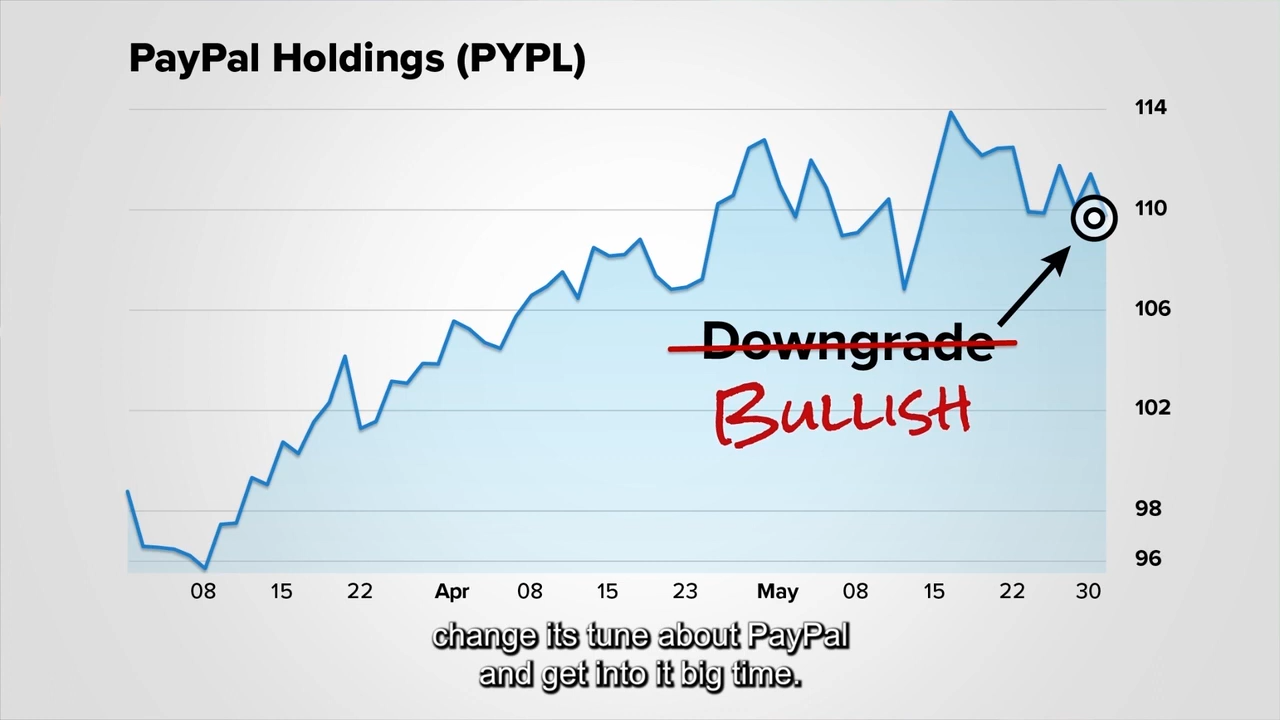 PayPal Holdings (PYPL)
114
110
106
Downgrade
BULLISH
102
98
96
08 15 22 Apr 08 15 23 May 08 15 22 30
change its tune about PayPal
and get into it big time.